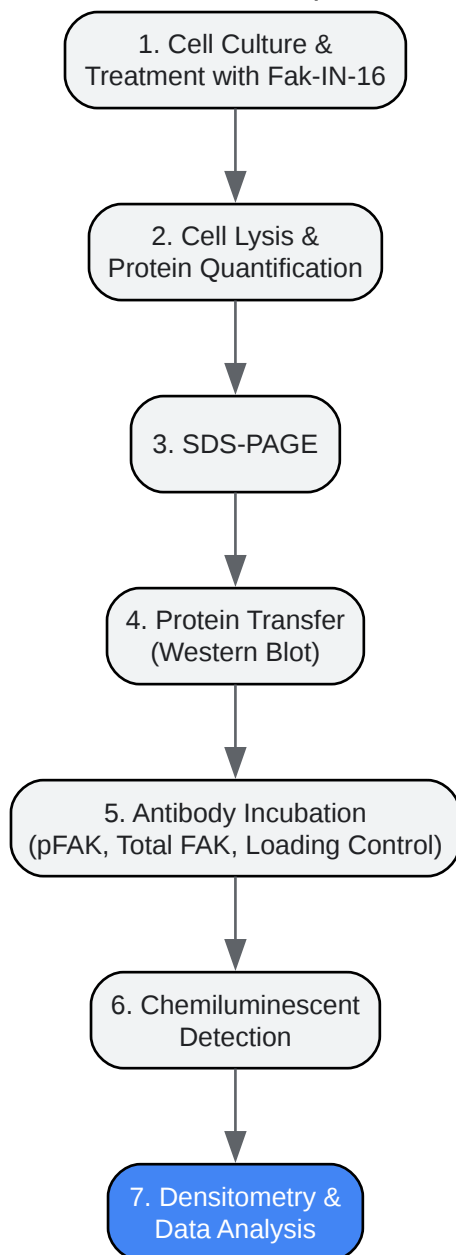 1. Cell Culture &
Treatment with Fak-IN-16
2. Cell Lysis &
Protein Quantification
3. SDS-PAGE
4. Protein Transfer
(Western Blot)
5. Antibody Incubation
(pFAK, Total FAK, Loading Control)
6. Chemiluminescent
Detection
7. Densitometry &
Data Analysis